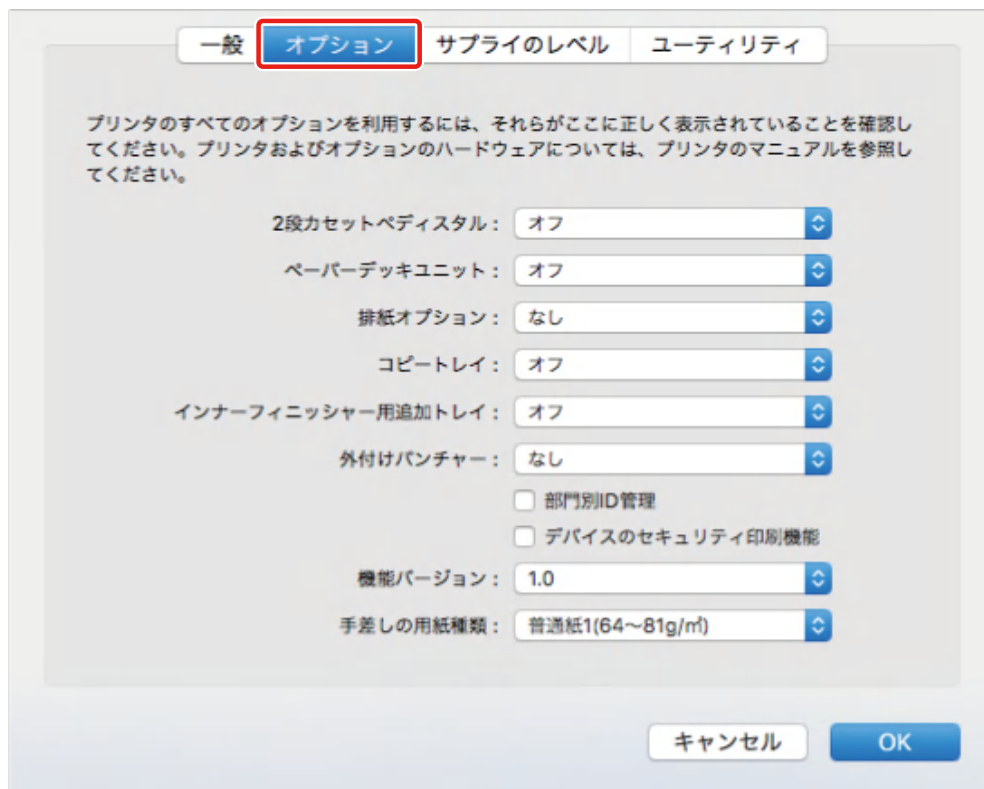 一般 オプション サプライのレベル ユーティリティ
プリンタのすべてのオプションを利用するには、それらがここに正しく表示されていることを確認し
てください。プリンタおよびオプションのハードウェアについては、プリンタのマニュアルを参照し
てください。
2段カセットペディスタル： オフ
ペーパーデッキユニット： オフ
排紙オプション： なし
コピートレイ： オフ
インナーフィニッシャー用追加トレイ： オフ
外付けパンチャー： なし
部門別ID管理
デバイスのセキュリティ印刷機能
機能バージョン： 1.0
手差しの用紙種類： 普通紙1(64～81g/㎡)
キャンセル OK